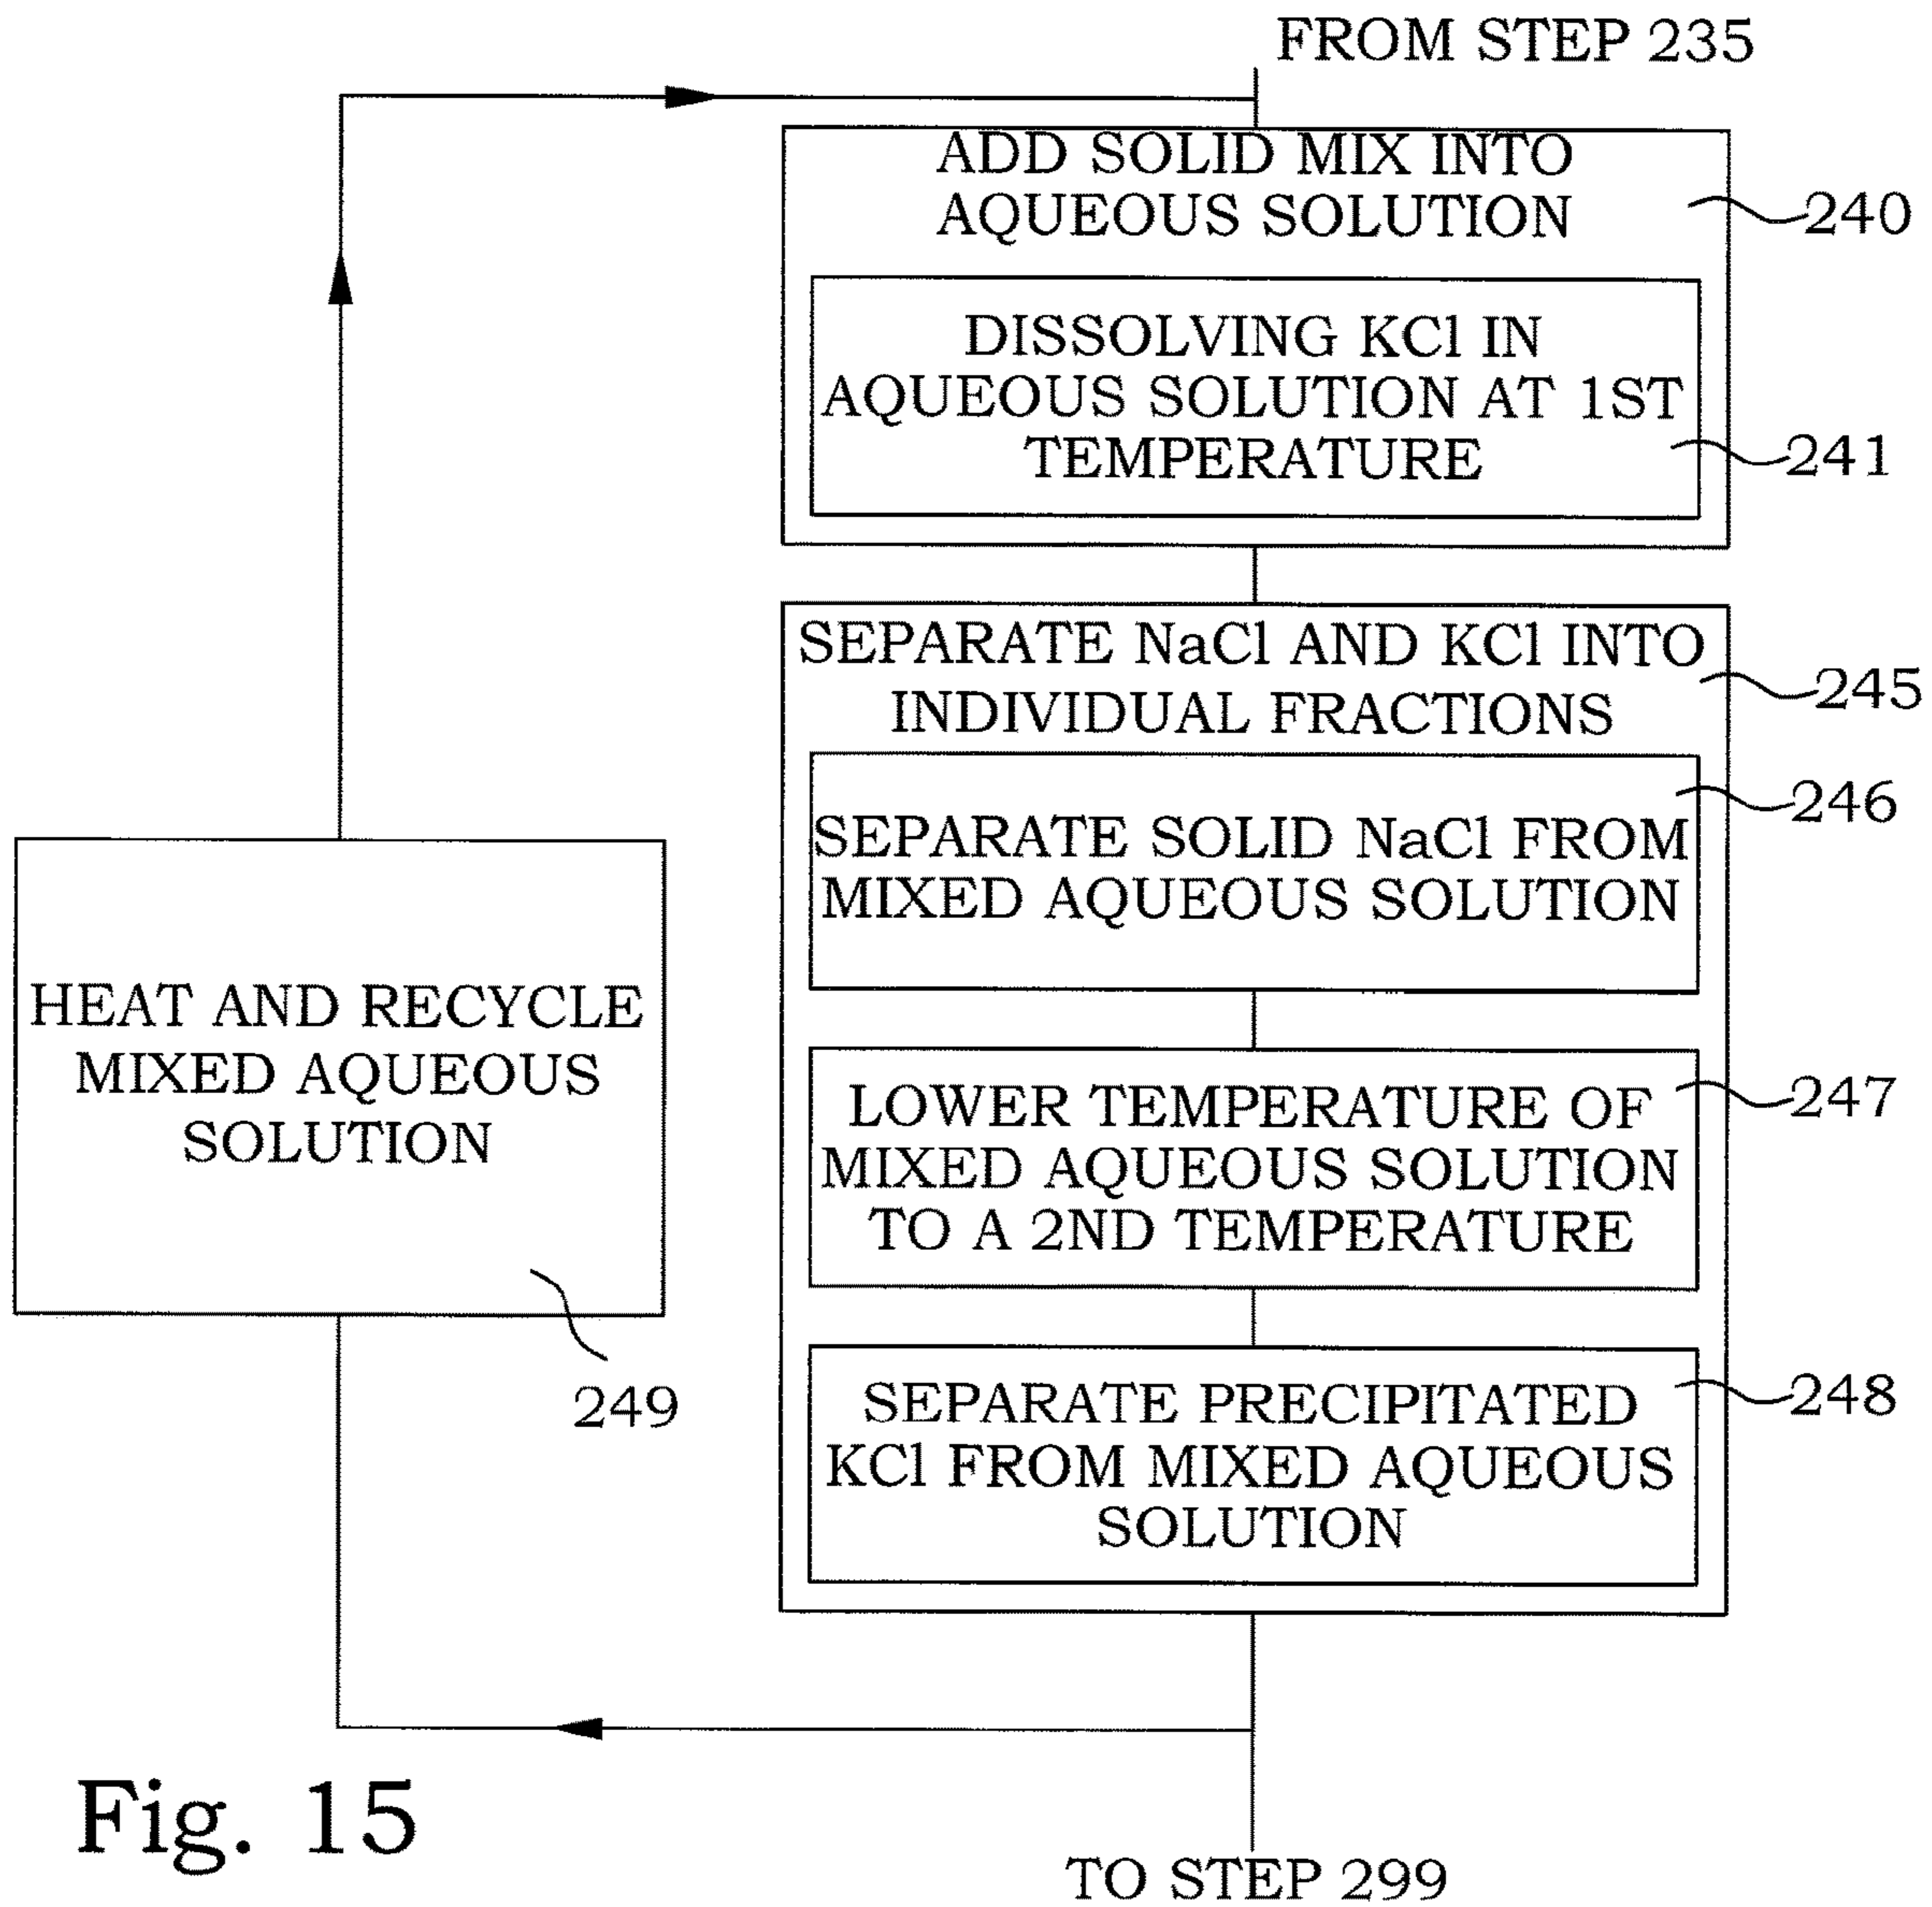 FROM STEP 235
ADD SOLID MIX INTO
AQUEOUS SOLUTION
240
DISSOLVING KCl IN
AQUEOUS SOLUTION AT 1ST
TEMPERATURE
241
SEPARATE NaCl AND KCl INTO
INDIVIDUAL FRACTIONS
245
SEPARATE SOLID NaCl FROM
MIXED AQUEOUS SOLUTION
246
LOWER TEMPERATURE OF
MIXED AQUEOUS SOLUTION
TO A 2ND TEMPERATURE
247
SEPARATE PRECIPITATED
KCl FROM MIXED AQUEOUS
SOLUTION
248
HEAT AND RECYCLE
MIXED AQUEOUS
SOLUTION
249
TO STEP 299
Fig. 15